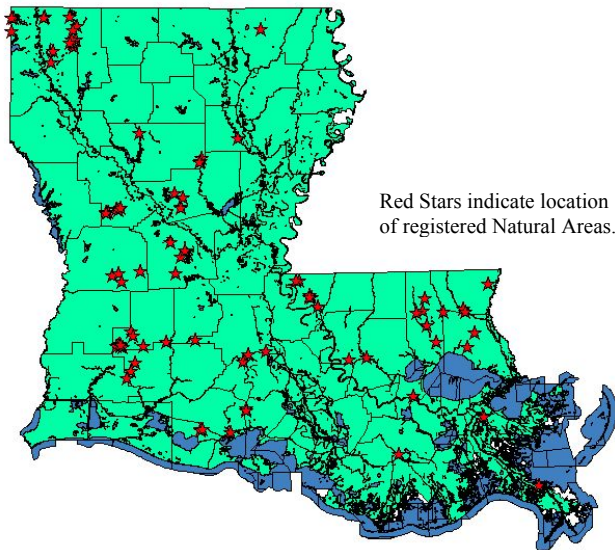 Red Stars indicate location
of registered Natural Areas.